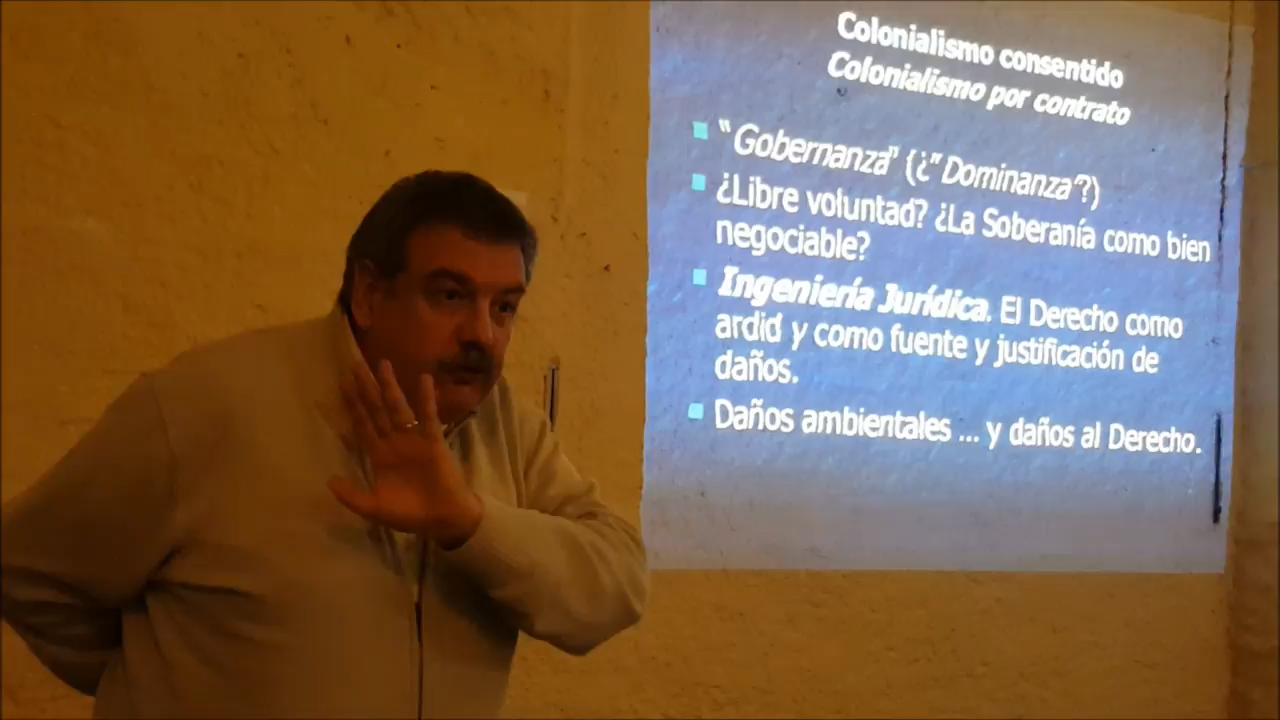 Colonialismo consentido
Colonialismo por contrato
"Gobernanza" (¿"Dominanza"?)
¿Libre voluntad? ¿La Soberanía como bien
negociable?
Ingeniería Jurídica. El Derecho como
ardid y como fuente y justificación de
daños.
Daños ambientales ... y daños al Derecho.